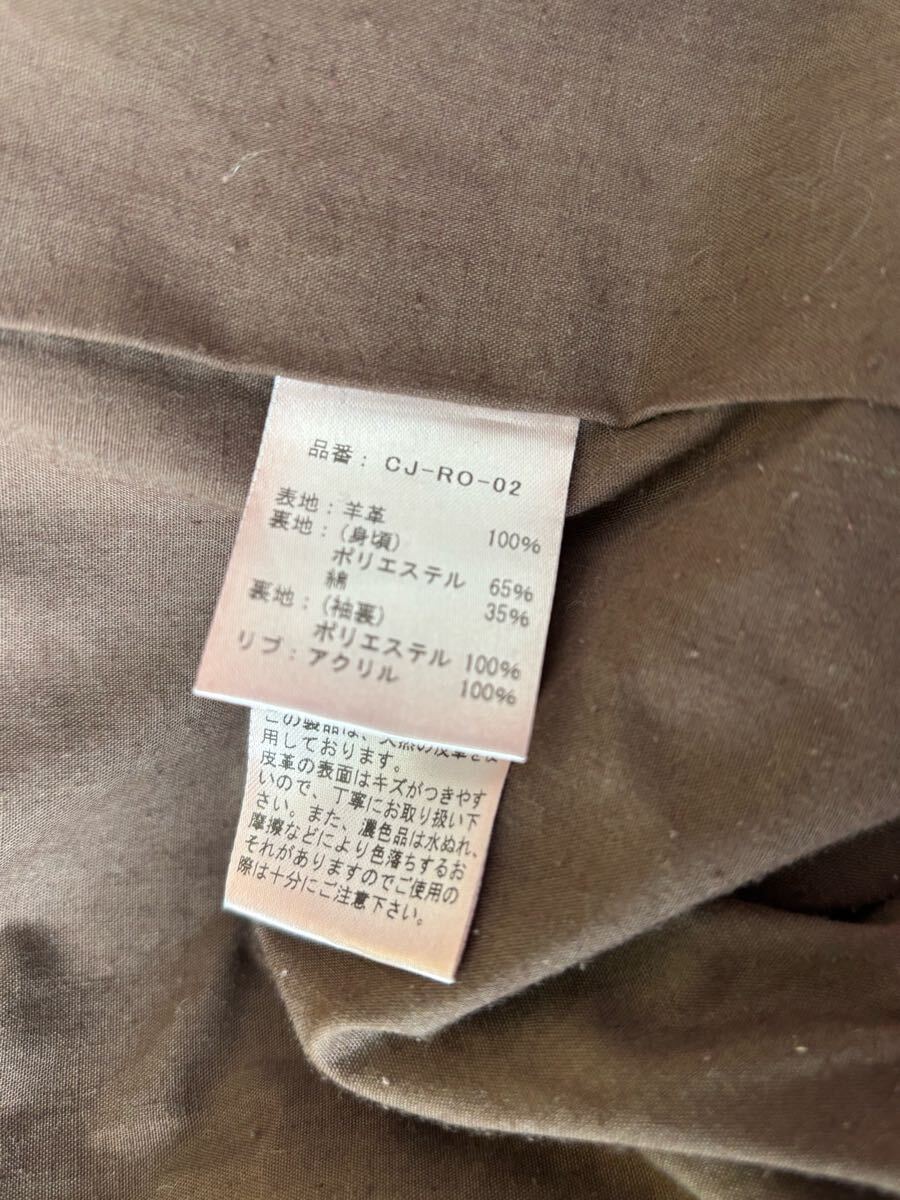 品番：CJ-RO-02
表地：羊革 100%
裏地：(身頃)
ポリエステル 65%
綿 35%
裏地：(袖裏)
ポリエステル 100%
リブ：アクリル 100%
この製品は、天然の皮革を使
用しております。
皮革の表面はキズがつきやす
いので、丁寧にお取り扱い下
さい。また、濃色品は水ぬれ、
摩擦などにより色落ちするお
それがありますのでご使用の
際は十分にご注意下さい。